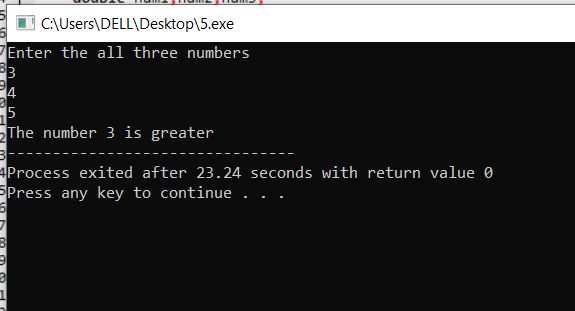 C:\Users\DELL\Desktop\5.exe
Enter the all three numbers
3
4
5
The number 3 is greater
--------------------------------
Process exited after 23.24 seconds with return value 0
Press any key to continue . . .